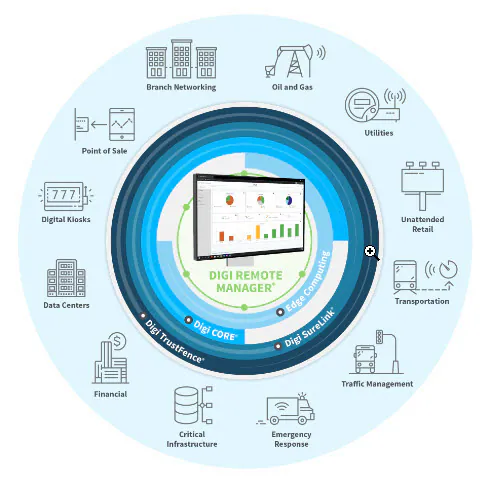 Branch Networking
Oil and Gas
Utilities
Point of Sale
Unattended
Retail
777
Digital Kiosks
DIGI REMOTE
MANAGER®
Edge Computing
Data Centers
Transportation
Digi TrustFence®
Digi CORE™
Digi SureLink®
$
Financial
Traffic Management
Critical
Infrastructure
Emergency
Response